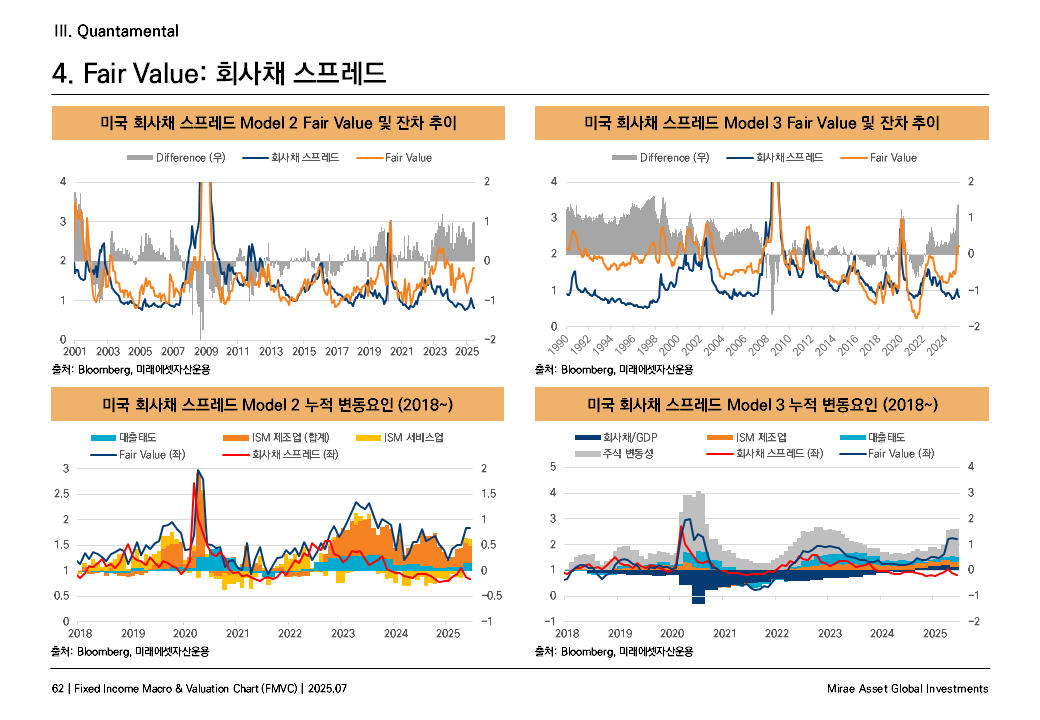 III. Quantamental
4. Fair Value: 회사채 스프레드
미국 회사채 스프레드 Model 2 Fair Value 및 잔차 추이
Difference (우) 회사채 스프레드 Fair Value
4 2
3 1
2 0
1 −1
0 −2
2001 2003 2005 2007 2009 2011 2013 2015 2017 2019 2021 2023 2025
출처: Bloomberg, 미래에셋자산운용
미국 회사채 스프레드 Model 3 Fair Value 및 잔차 추이
Difference (우) 회사채 스프레드 Fair Value
4 2
3 1
2 0
1 −1
0 −2
1990 1992 1994 1996 1998 2000 2002 2004 2006 2008 2010 2012 2014 2016 2018 2020 2022 2024
출처: Bloomberg, 미래에셋자산운용
미국 회사채 스프레드 Model 2 누적 변동요인 (2018~)
대출태도 ISM 제조업 (합계) ISM 서비스업
Fair Value (좌) 회사채 스프레드 (좌)
3 2
2.5 1.5
2 1
1.5 0.5
1 0
0.5 −0.5
0 −1
2018 2019 2020 2021 2022 2023 2024 2025
출처: Bloomberg, 미래에셋자산운용
미국 회사채 스프레드 Model 3 누적 변동요인 (2018~)
회사채/GDP ISM 제조업 대출태도
주식 변동성 회사채 스프레드 (좌) Fair Value (좌)
5 4
4 3
3 2
2 1
1 0
0 −1
−1 −2
2018 2019 2020 2021 2022 2023 2024 2025
출처: Bloomberg, 미래에셋자산운용
62 | Fixed Income Macro & Valuation Chart (FMVC) | 2025.07
Mirae Asset Global Investments